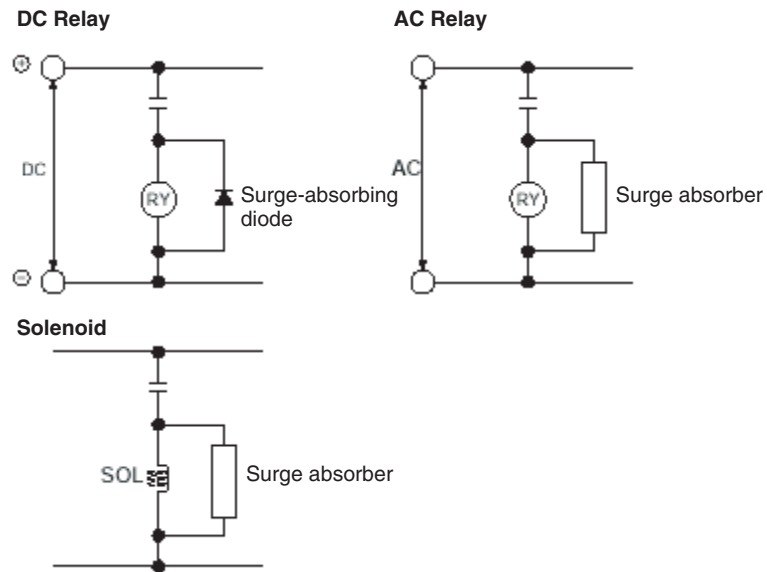 DC Relay
AC Relay
⊕
DC
RY
Surge-absorbing
diode
⊖
AC
RY
Surge absorber
Solenoid
SOL
Surge absorber